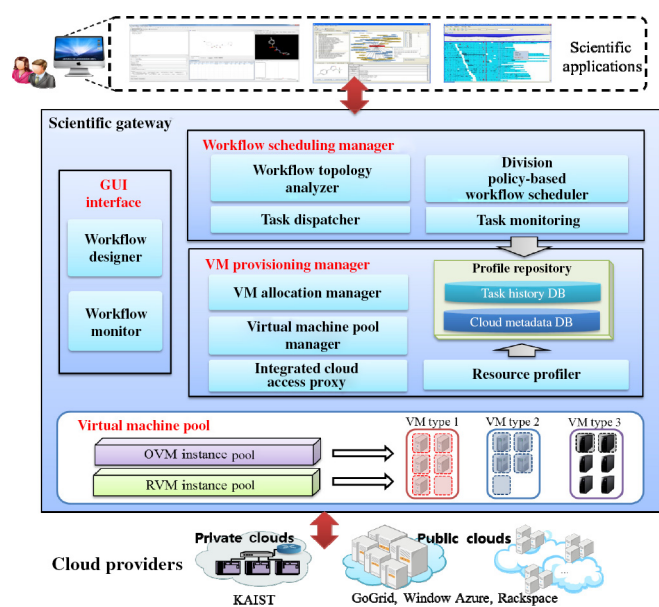 Scientific
applications
Scientific gateway
Workflow scheduling manager
Workflow topology
analyzer
Division
policy-based
workflow scheduler
Task dispatcher
Task monitoring
GUI
interface
Workflow
designer
Workflow
monitor
VM provisioning manager
VM allocation manager
Virtual machine pool
manager
Integrated cloud
access proxy
Profile repository
Task history DB
Cloud metadata DB
Resource profiler
Virtual machine pool
OVM instance pool
RVM instance pool
VM type 1
VM type 2
VM type 3
Cloud providers
Private clouds
KAIST
Public clouds
GoGrid, Window Azure, Rackspace